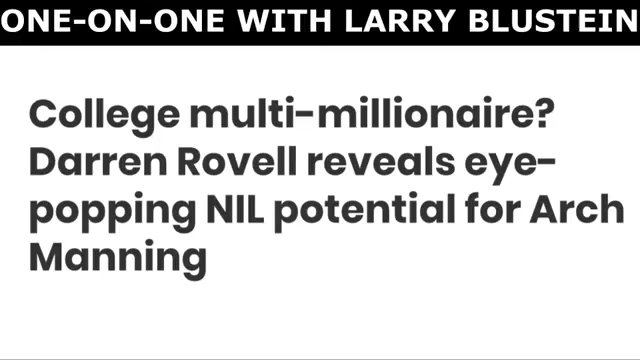 ONE-ON-ONE WITH LARRY BLUSTEIN
College multi-millionaire?
Darren Rovell reveals eye-
popping NIL potential for Arch
Manning